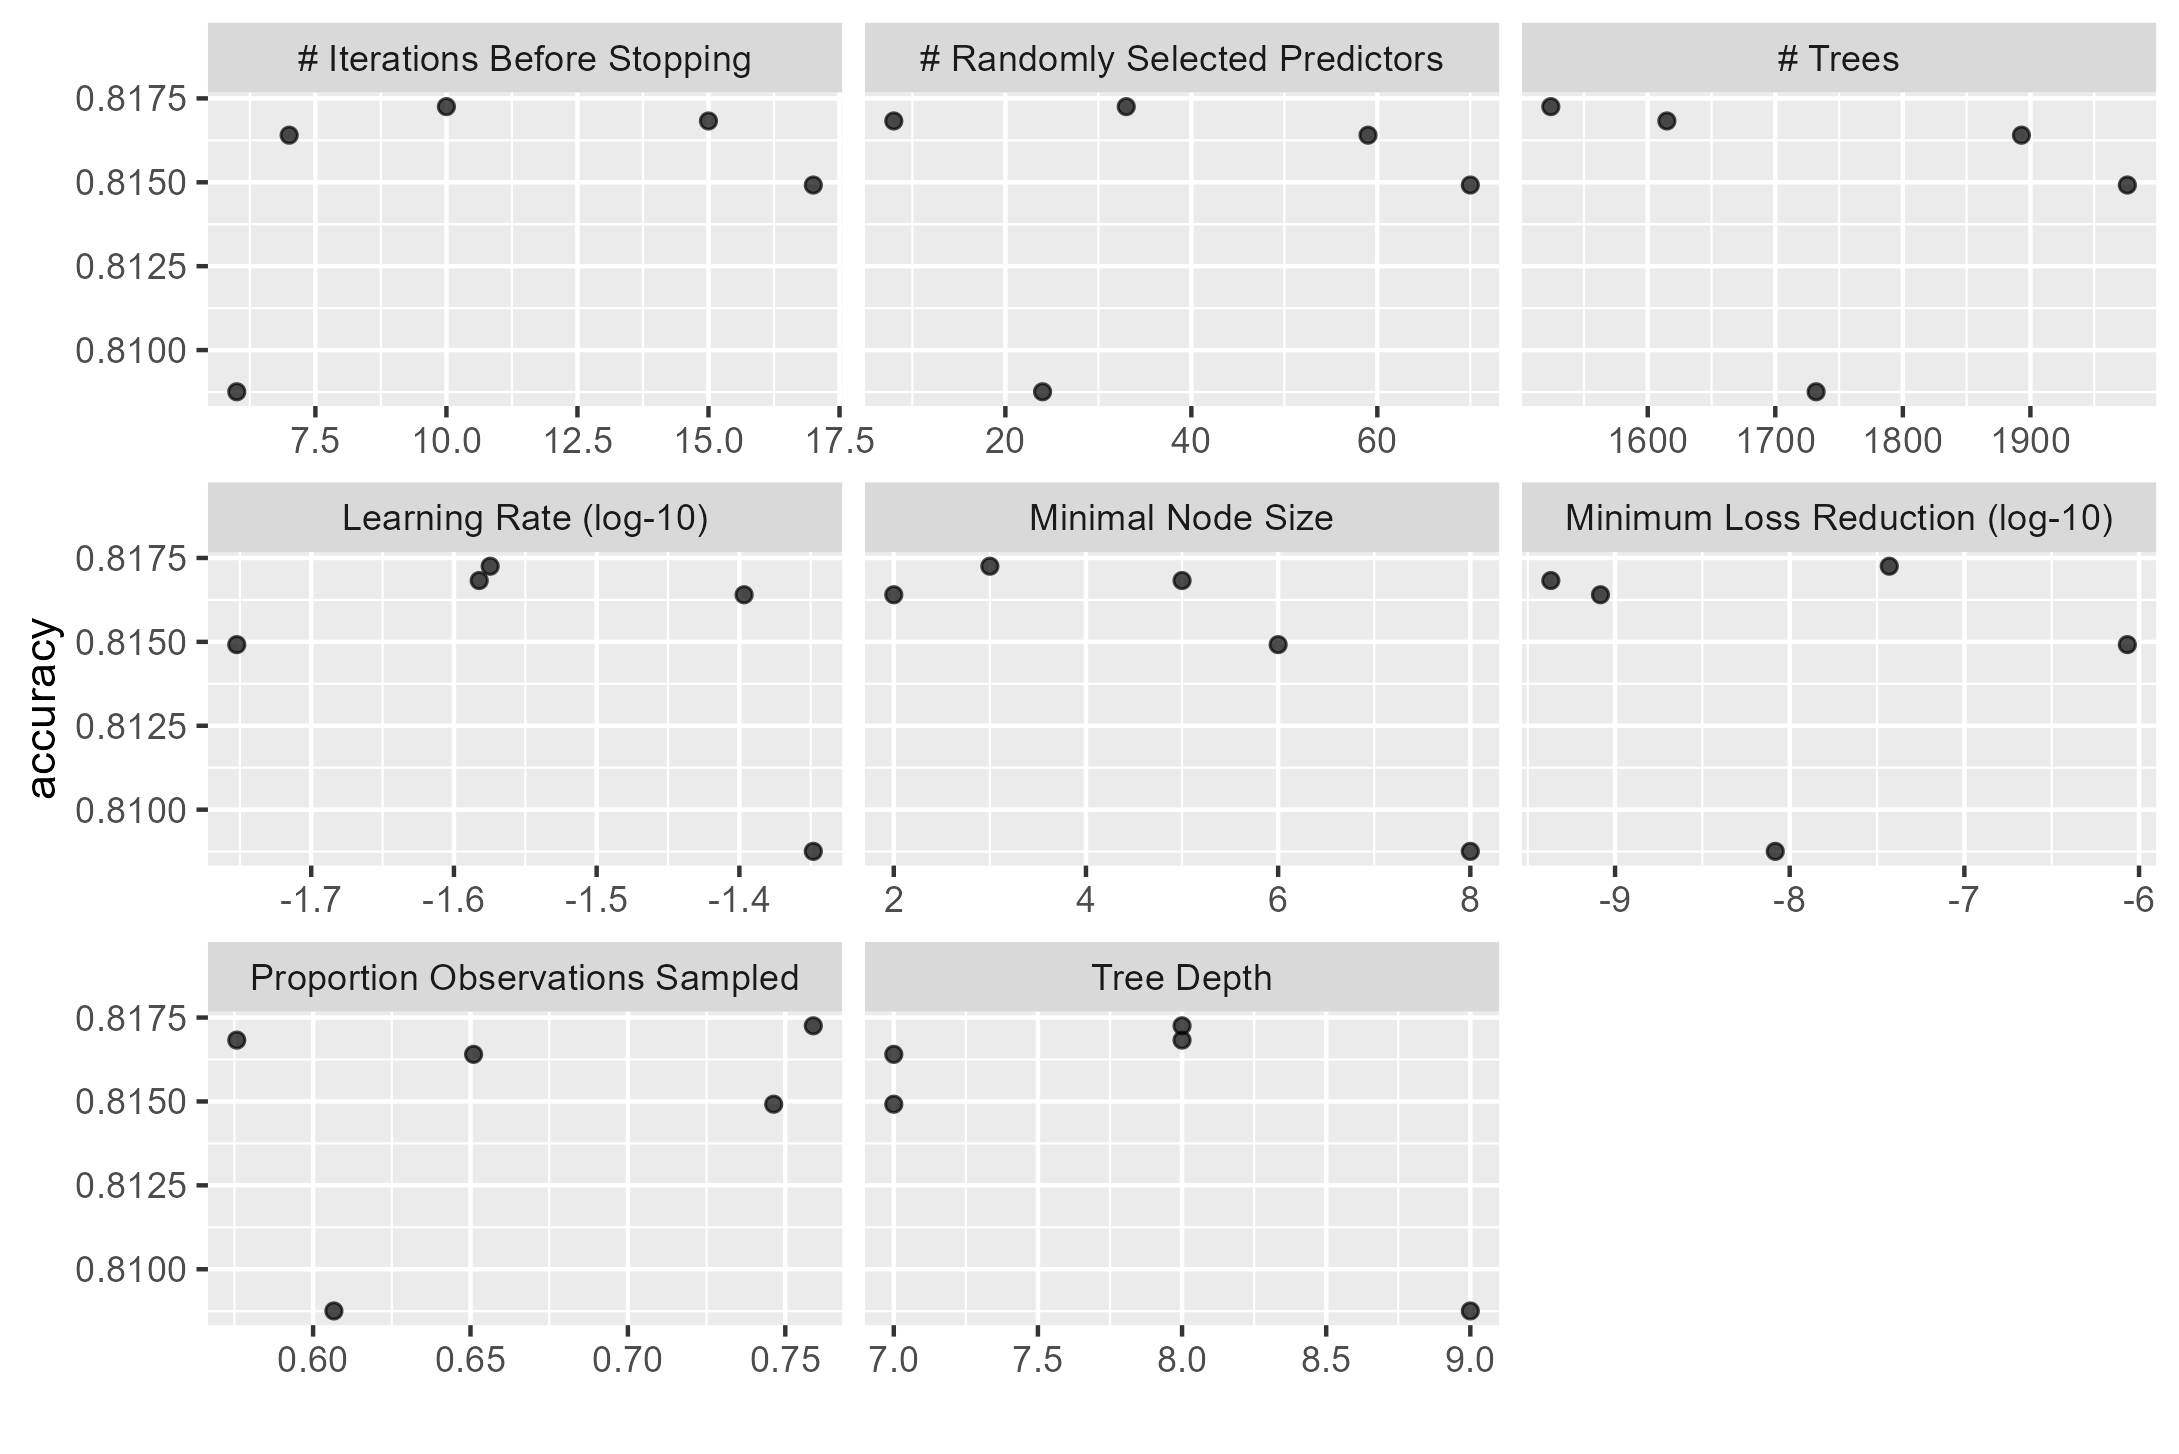 # Iterations Before Stopping # Randomly Selected Predictors # Trees
0.8175
0.8150
0.8125
0.8100
7.5 10.0 12.5 15.0 17.5 20 40 60 1600 1700 1800 1900
Learning Rate (log-10) Minimal Node Size Minimum Loss Reduction (log-10)
accuracy
0.8175
0.8150
0.8125
0.8100
-1.7 -1.6 -1.5 -1.4 2 4 6 8 -9 -8 -7 -6
Proportion Observations Sampled Tree Depth
0.8175
0.8150
0.8125
0.8100
0.60 0.65 0.70 0.75 7.0 7.5 8.0 8.5 9.0